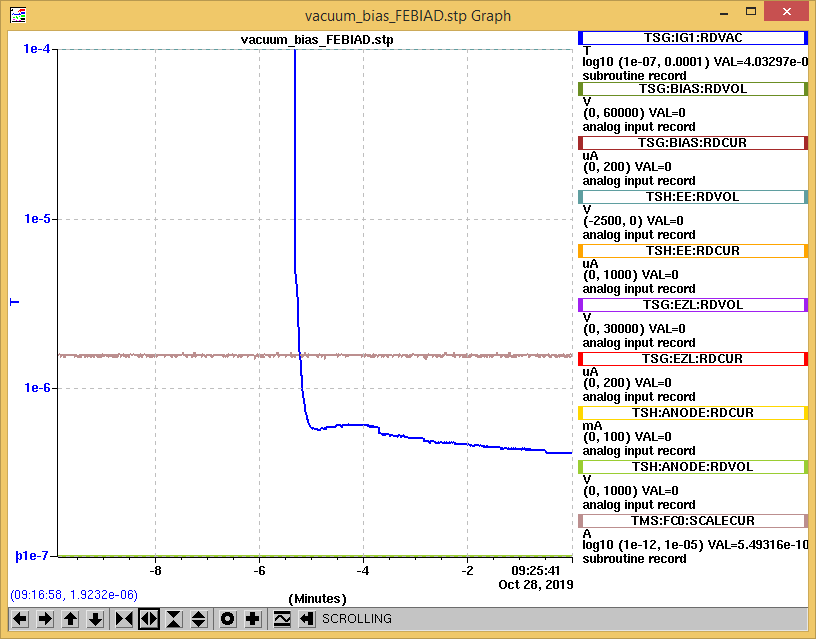 vacuum_bias_FEBIAD.stp Graph
vacuum_bias_FEBIAD.stp
1e-4
1e-5
T
1e-6
1e-7
-8
-6
-4
-2
09:25:41
Oct 28, 2019
(09:16:58, 1.9232e-06)
(Minutes)
TSG:IG1:RDVAC
T
log10 (1e-07, 0.0001) VAL=4.03297e-0
subroutine record
TSG:BIAS:RDVOL
V
(0, 60000) VAL=0
analog input record
TSG:BIAS:RDCUR
uA
(0, 200) VAL=0
analog input record
TSH:EE:RDVOL
V
(-2500, 0) VAL=0
analog input record
TSH:EE:RDCUR
uA
(0, 1000) VAL=0
analog input record
TSG:EZL:RDVOL
V
(0, 30000) VAL=0
analog input record
TSG:EZL:RDCUR
uA
(0, 200) VAL=0
analog input record
TSH:ANODE:RDCUR
mA
(0, 100) VAL=0
analog input record
TSH:ANODE:RDVOL
V
(0, 1000) VAL=0
analog input record
TMS:FC0:SCALECUR
A
log10 (1e-12, 1e-05) VAL=5.49316e-10
subroutine record
SCROLLING